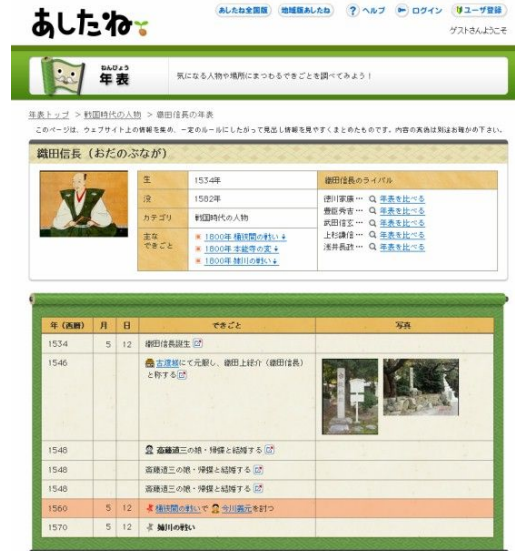 あしたね
あしたね全国版 地域版あしたね ? ヘルプ ログイン ユーザ登録
ゲストさんようこそ
ねんぴょう
年表
気になる人物や場所にまつわるできごとを調べてみよう！
年表トップ > 戦国時代の人物 > 織田信長の年表
このページは、ウェブサイト上の情報を集め、一定のルールにしたがって見出し情報を見やすくまとめたものです。内容の真偽は別途お確かめ下さい。
織田信長（おだのぶなが）
生 1534年
没 1582年
カテゴリ 戦国時代の人物
主なできごと
1800年 桶狭間の戦い↓
1800年 本能寺の変↓
1800年 姉川の戦い↓
織田信長のライバル
徳川家康… 年表を比べる
豊臣秀吉… 年表を比べる
武田信玄… 年表を比べる
上杉謙信… 年表を比べる
浅井長政… 年表を比べる
年（西暦） 月 日 できごと 写真
1534 5 12 織田信長誕生
1546 古渡城にて元服し、織田上総介（織田信長）
と称する
1548 斎藤道三の娘・帰蝶と結婚する
1548 斎藤道三の娘・帰蝶と結婚する
1548 斎藤道三の娘・帰蝶と結婚する
1560 5 12 桶狭間の戦いで 今川義元を討つ
1570 5 12 姉川の戦い